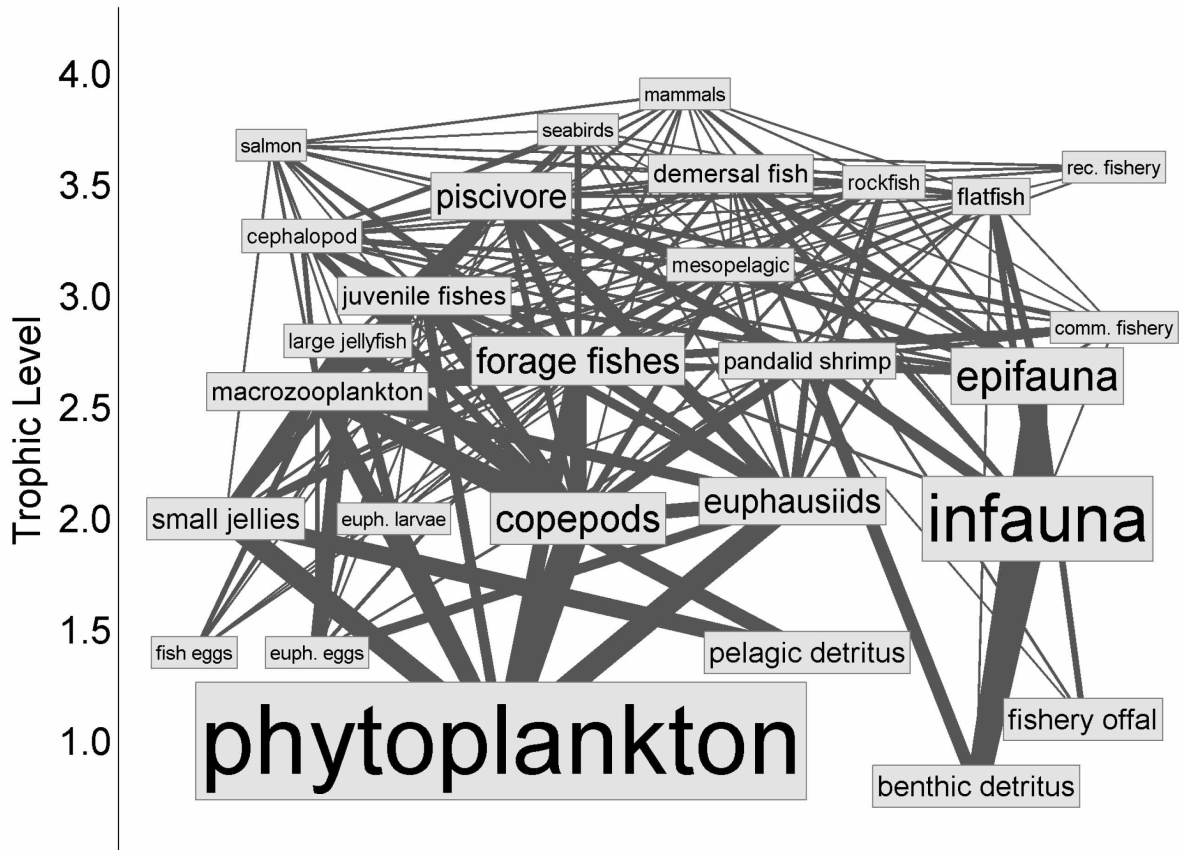 Trophic Level
4.0
3.5
3.0
2.5
2.0
1.5
1.0
mammals
seabirds
salmon
rec. fishery
demersal fish
rockfish
piscivore
flatfish
cephalopod
mesopelagic
juvenile fishes
comm. fishery
large jellyfish
forage fishes
pandalid shrimp
epifauna
macrozooplankton
euphausiids
small jellies
euph. larvae
copepods
infauna
fish eggs
euph. eggs
pelagic detritus
fishery offal
phytoplankton
benthic detritus